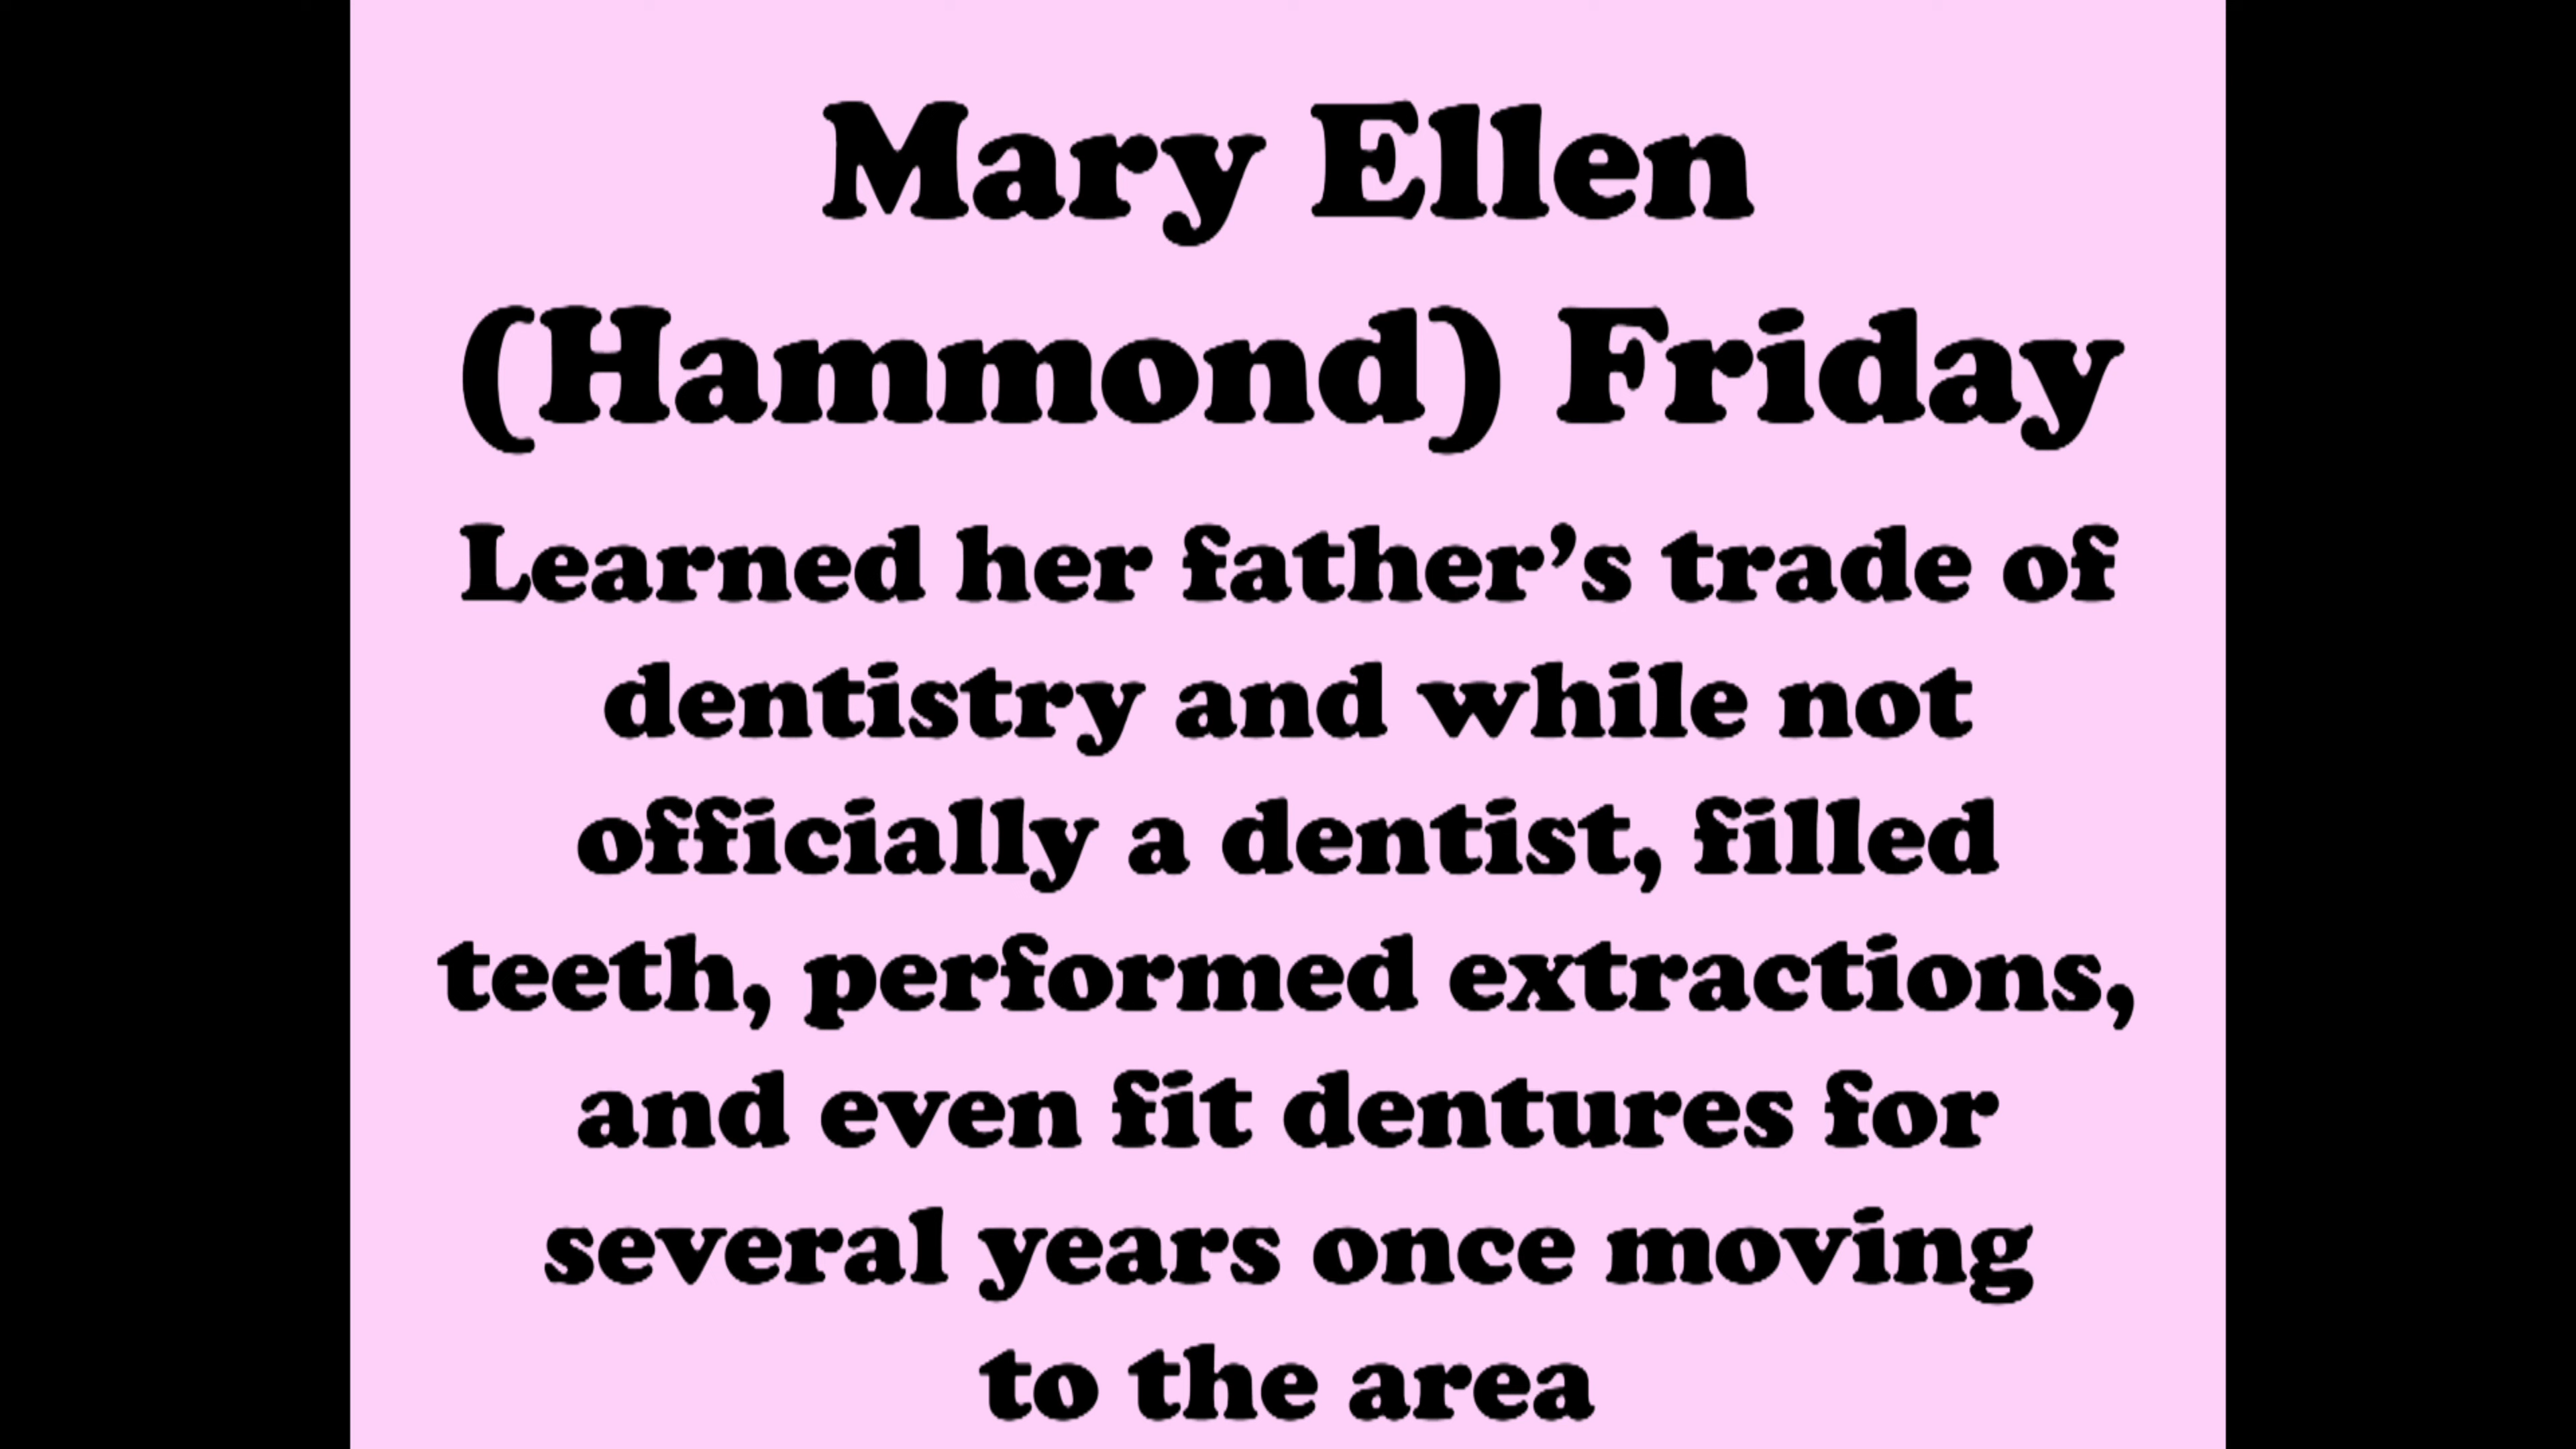 Mary Ellen
(Hammond) Friday
Learned her father’s trade of
dentistry and while not
officially a dentist, filled
teeth, performed extractions,
and even fit dentures for
several years once moving
to the area